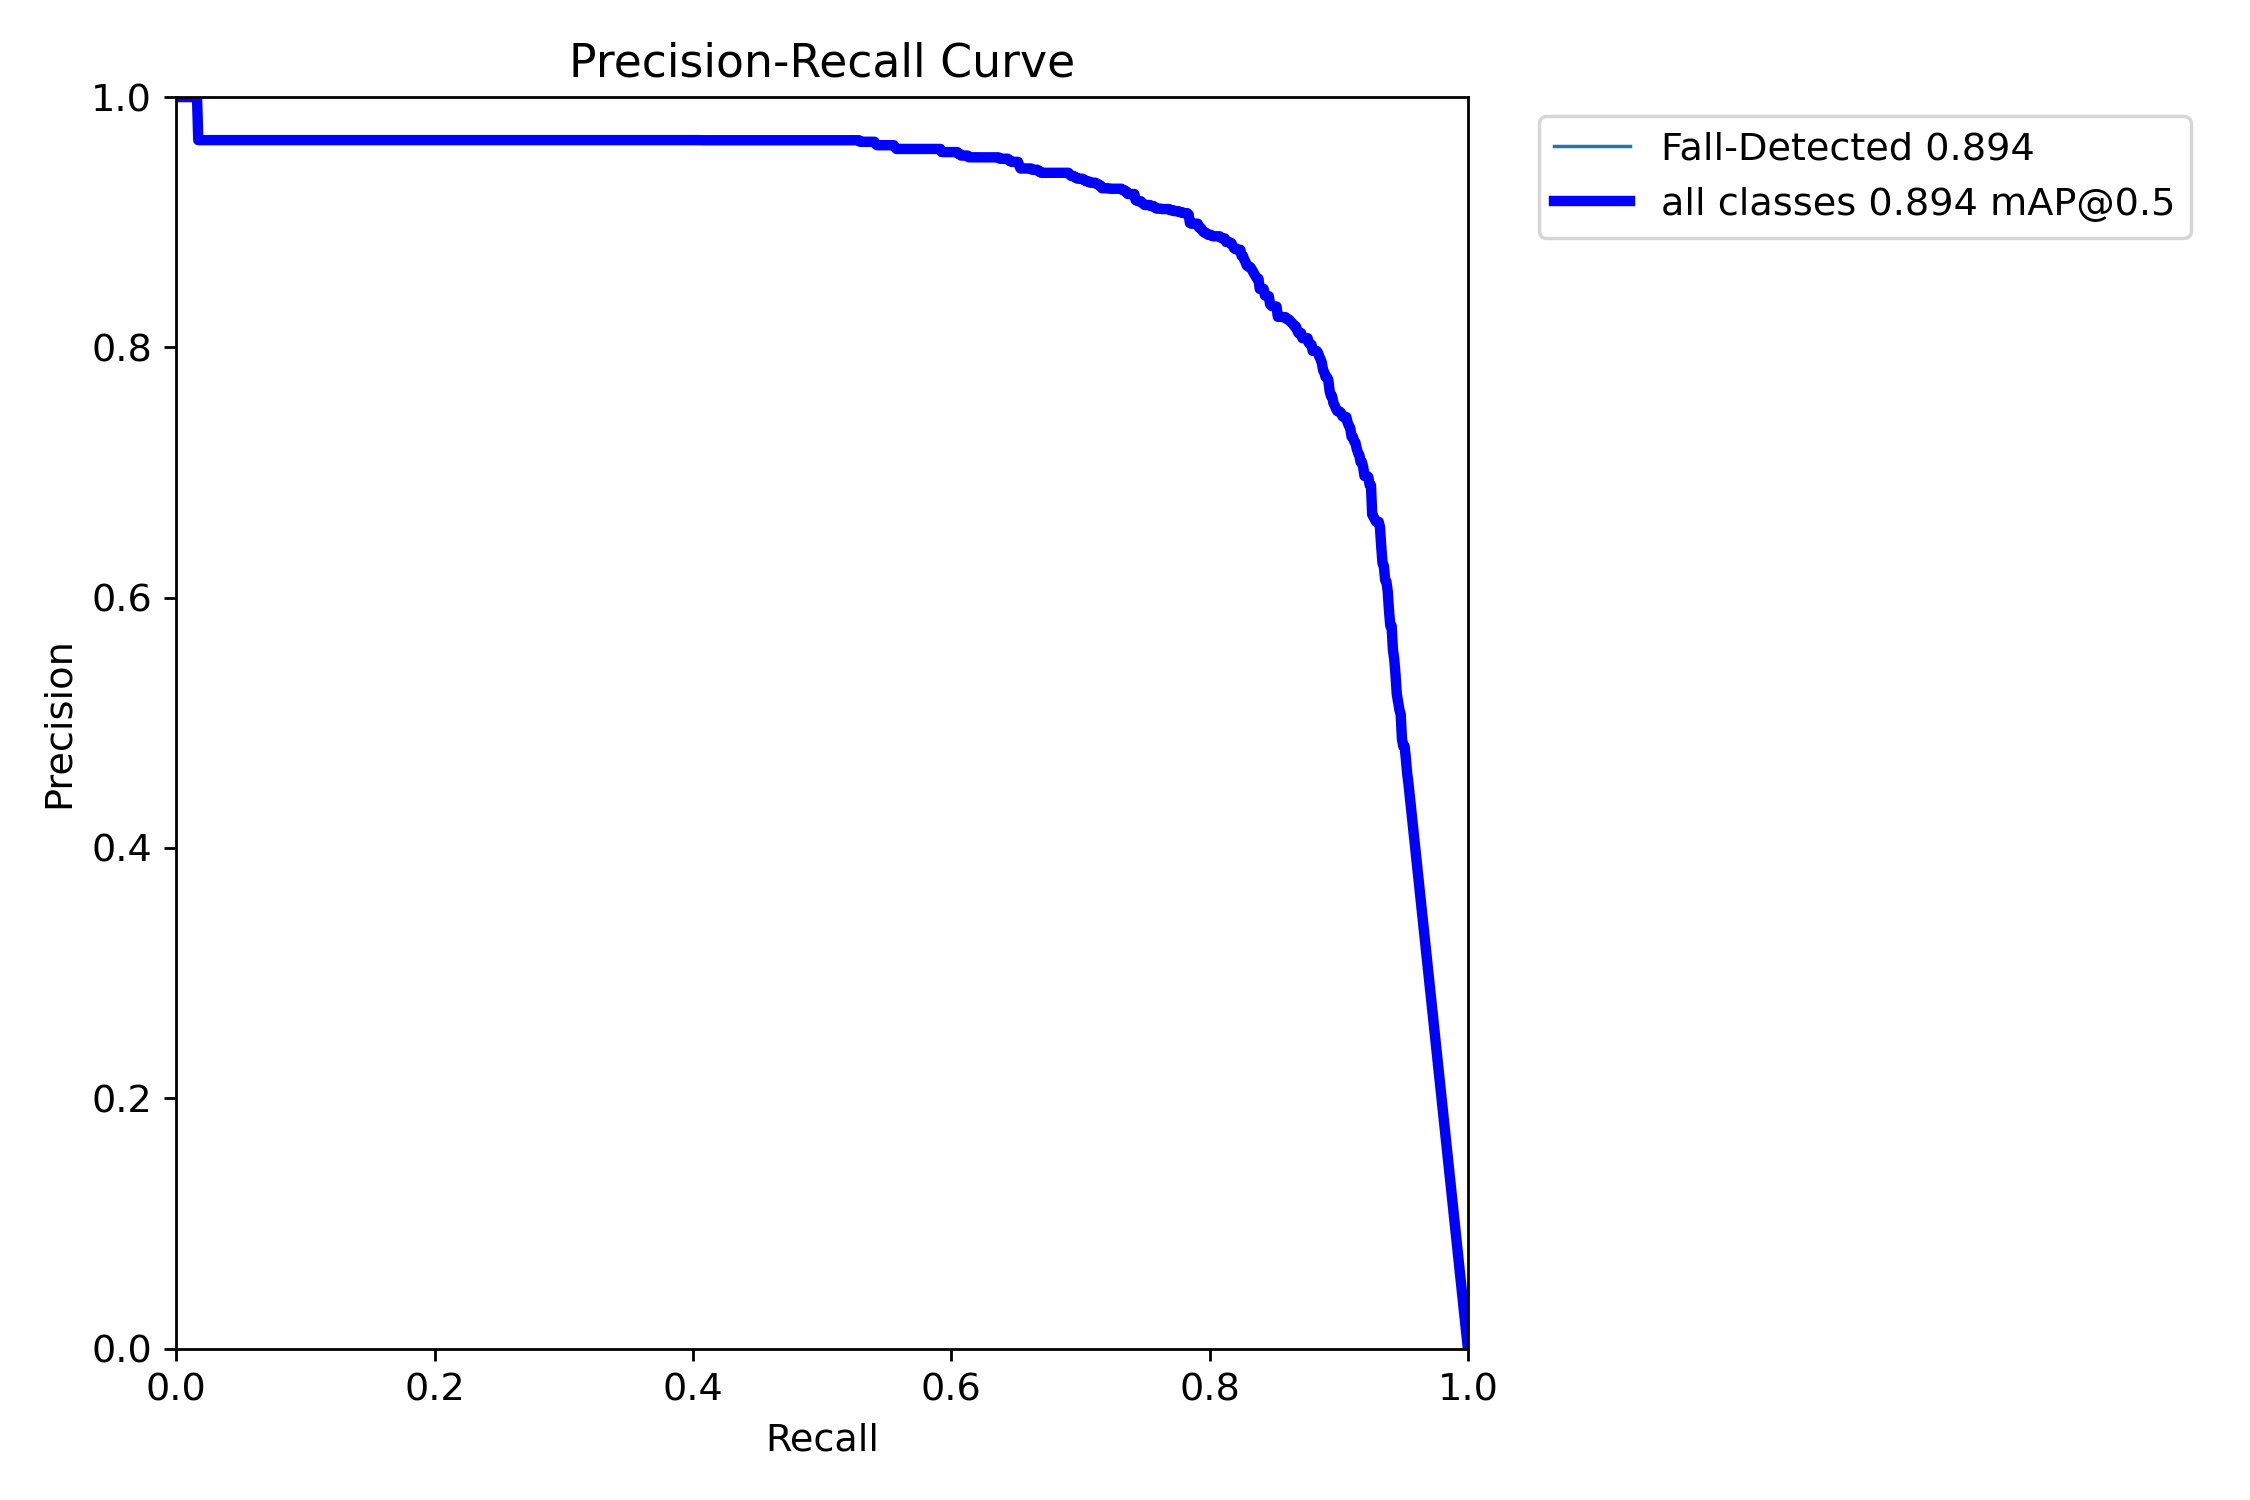 Precision-Recall Curve
1.0
0.8
0.6
0.4
0.2
0.0
Precision
0.0 0.2 0.4 0.6 0.8 1.0
Recall
Fall-Detected 0.894
all classes 0.894 mAP@0.5